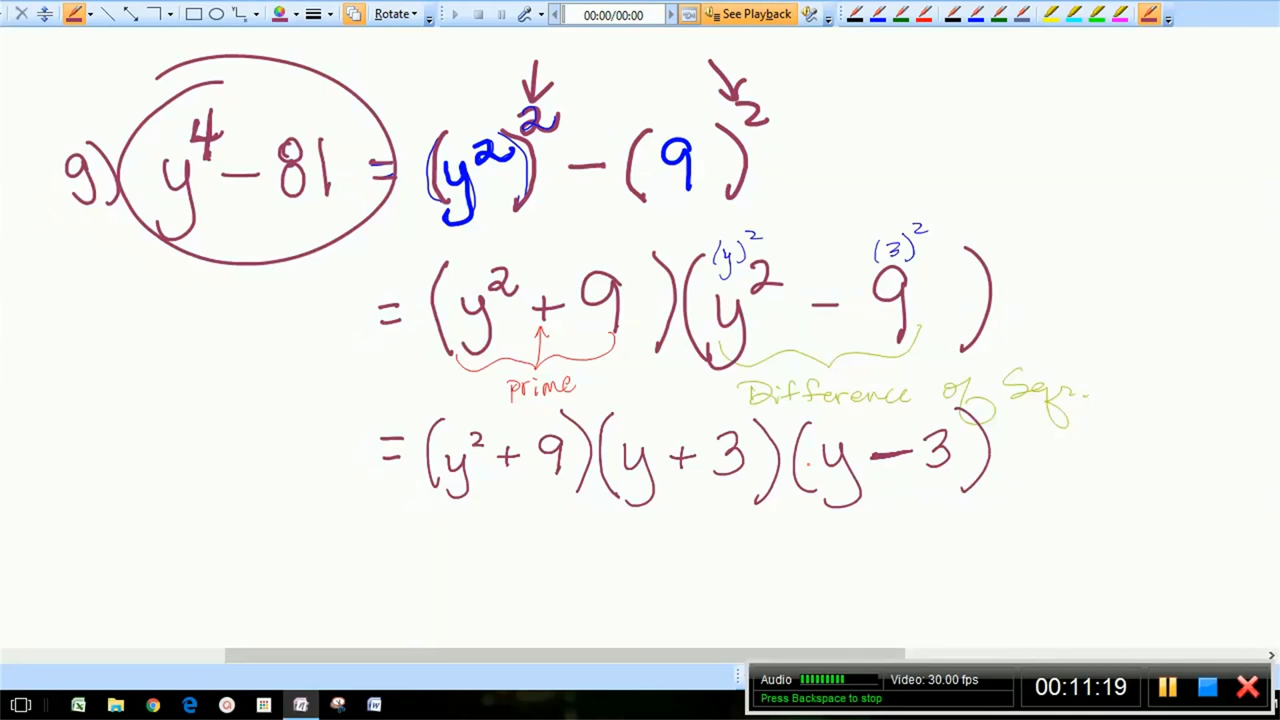 Rotate 00:00/00:00 See Playback
g) y⁴ - 81 = (y²)² - (9)²
(y)² (3)²
= (y² + 9)(y² - 9)
prime Difference of Sqr.
= (y² + 9)(y + 3)(y - 3)
Audio Video: 30.00 fps 00:11:19
Press Backspace to stop